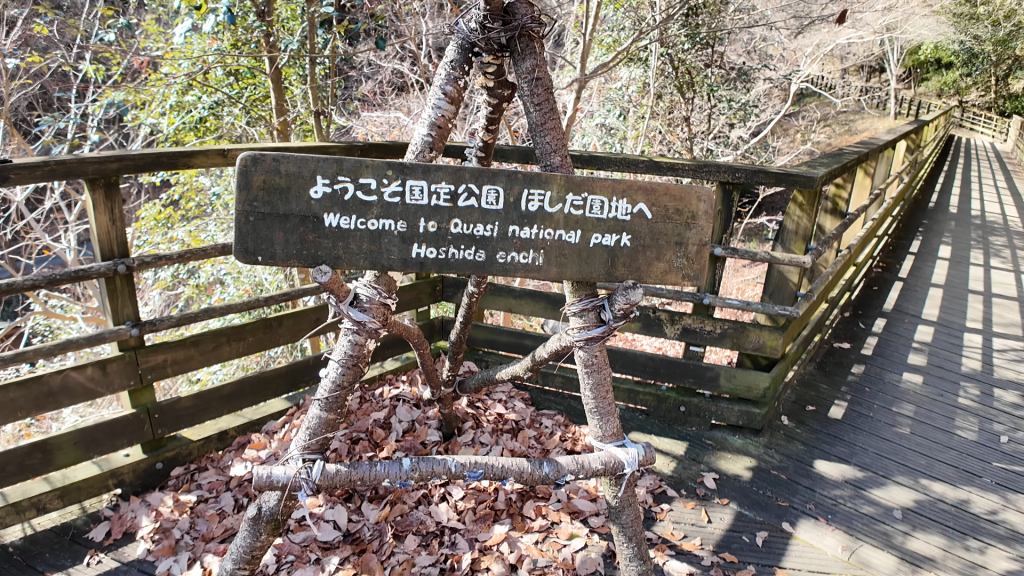 ようこそ国定公園 ほしだ園地へ
Welcome to Quasi national park
Hoshida enchi